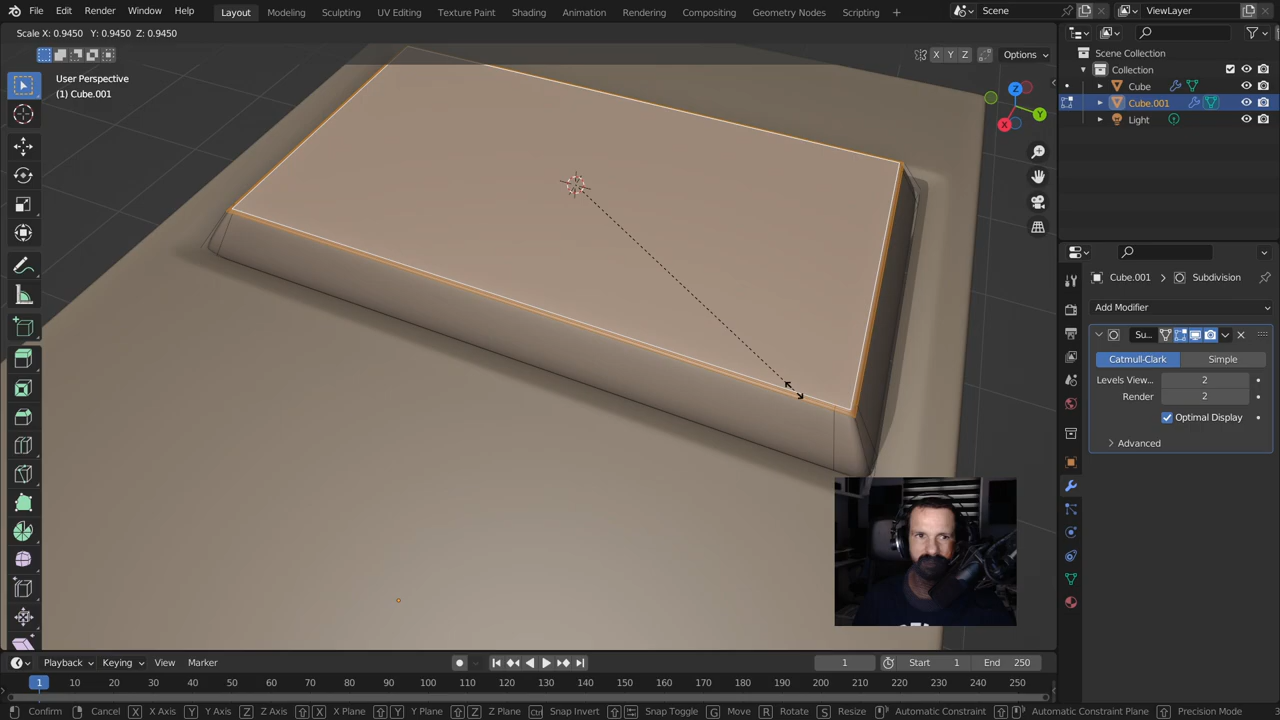 File Edit Render Window Help Layout Modeling Sculpting UV Editing Texture Paint Shading Animation Rendering Compositing Geometry Nodes Scripting + Scene ViewLayer
Scale X: 0.9450 Y: 0.9450 Z: 0.9450
X Y Z Options
User Perspective
(1) Cube.001
Z
Y
X
Scene Collection
Collection
Cube
Cube.001
Light
Cube.001 Subdivision
Add Modifier
Su...
Catmull-Clark Simple
Levels View... 2
Render 2
Optimal Display
Advanced
Playback Keying View Marker 1 Start 1 End 250
1 10 20 30 40 50 60 70 80 90 100 110 120 130 140 150 160 170 180 190 200 210 220 230 240 250
Confirm Cancel X X Axis Y Y Axis Z Z Axis X X Plane Y Y Plane Z Z Plane Ctrl Snap Invert Snap Toggle G Move R Rotate S Resize Automatic Constraint Automatic Constraint Plane Precision Mode